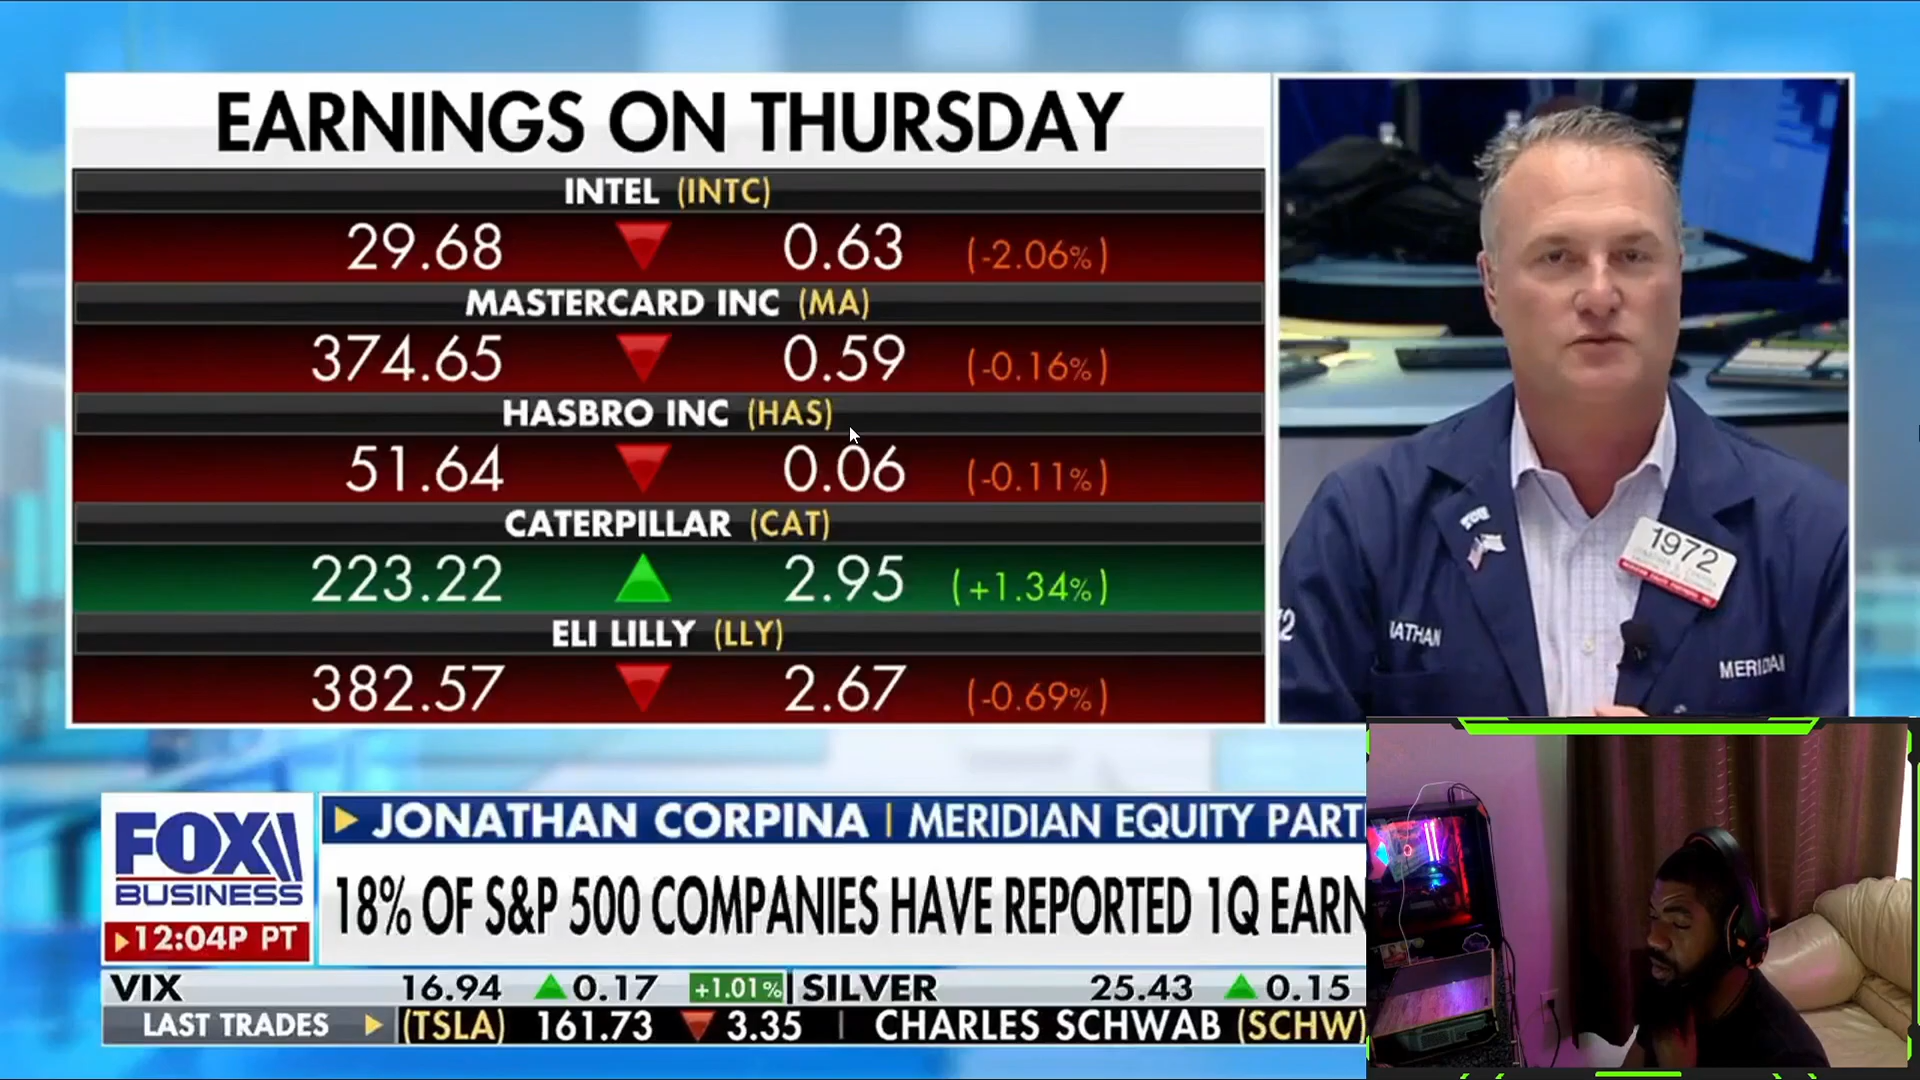 EARNINGS ON THURSDAY
INTEL (INTC)
29.68 0.63 (-2.06%)
MASTERCARD INC (MA)
374.65 0.59 (-0.16%)
HASBRO INC (HAS)
51.64 0.06 (-0.11%)
CATERPILLAR (CAT)
223.22 2.95 (+1.34%)
ELI LILLY (LLY)
382.57 2.67 (-0.69%)
1972
NATHAN
MERIDIAN
FOX
BUSINESS
12:04P PT
JONATHAN CORPINA | MERIDIAN EQUITY PART
18% OF S&P 500 COMPANIES HAVE REPORTED 1Q EARN
VIX 16.94 0.17 +1.01% SILVER 25.43 0.15
LAST TRADES (TSLA) 161.73 3.35 | CHARLES SCHWAB (SCHW)